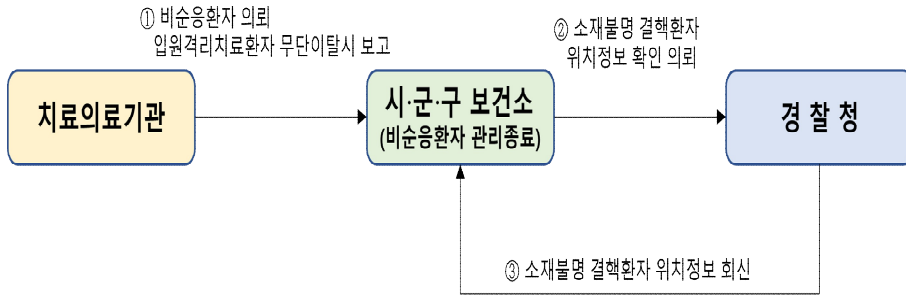 ① 비순응환자 의뢰
입원격리치료환자 무단이탈시 보고
② 소재불명 결핵환자
위치정보 확인 의뢰
치료의료기관
시·군·구 보건소
(비순응환자 관리종료)
경 찰 청
③ 소재불명 결핵환자 위치정보 회신